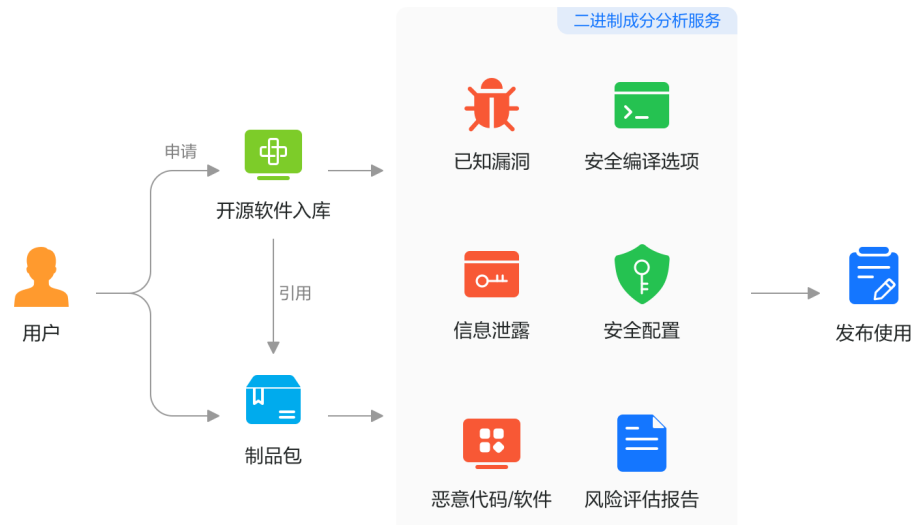 二进制成分分析服务
申请
开源软件入库
引用
用户
制品包
已知漏洞
安全编译选项
信息泄露
安全配置
恶意代码/软件
风险评估报告
发布使用